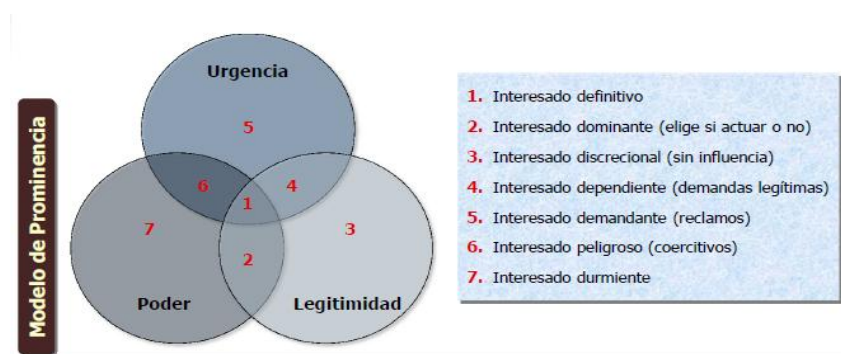 Modelo de Prominencia
Urgencia
5
6
4
1
7
3
2
Poder
Legitimidad
1. Interesado definitivo
2. Interesado dominante (elige si actuar o no)
3. Interesado discrecional (sin influencia)
4. Interesado dependiente (demandas legítimas)
5. Interesado demandante (reclamos)
6. Interesado peligroso (coercitivos)
7. Interesado durmiente